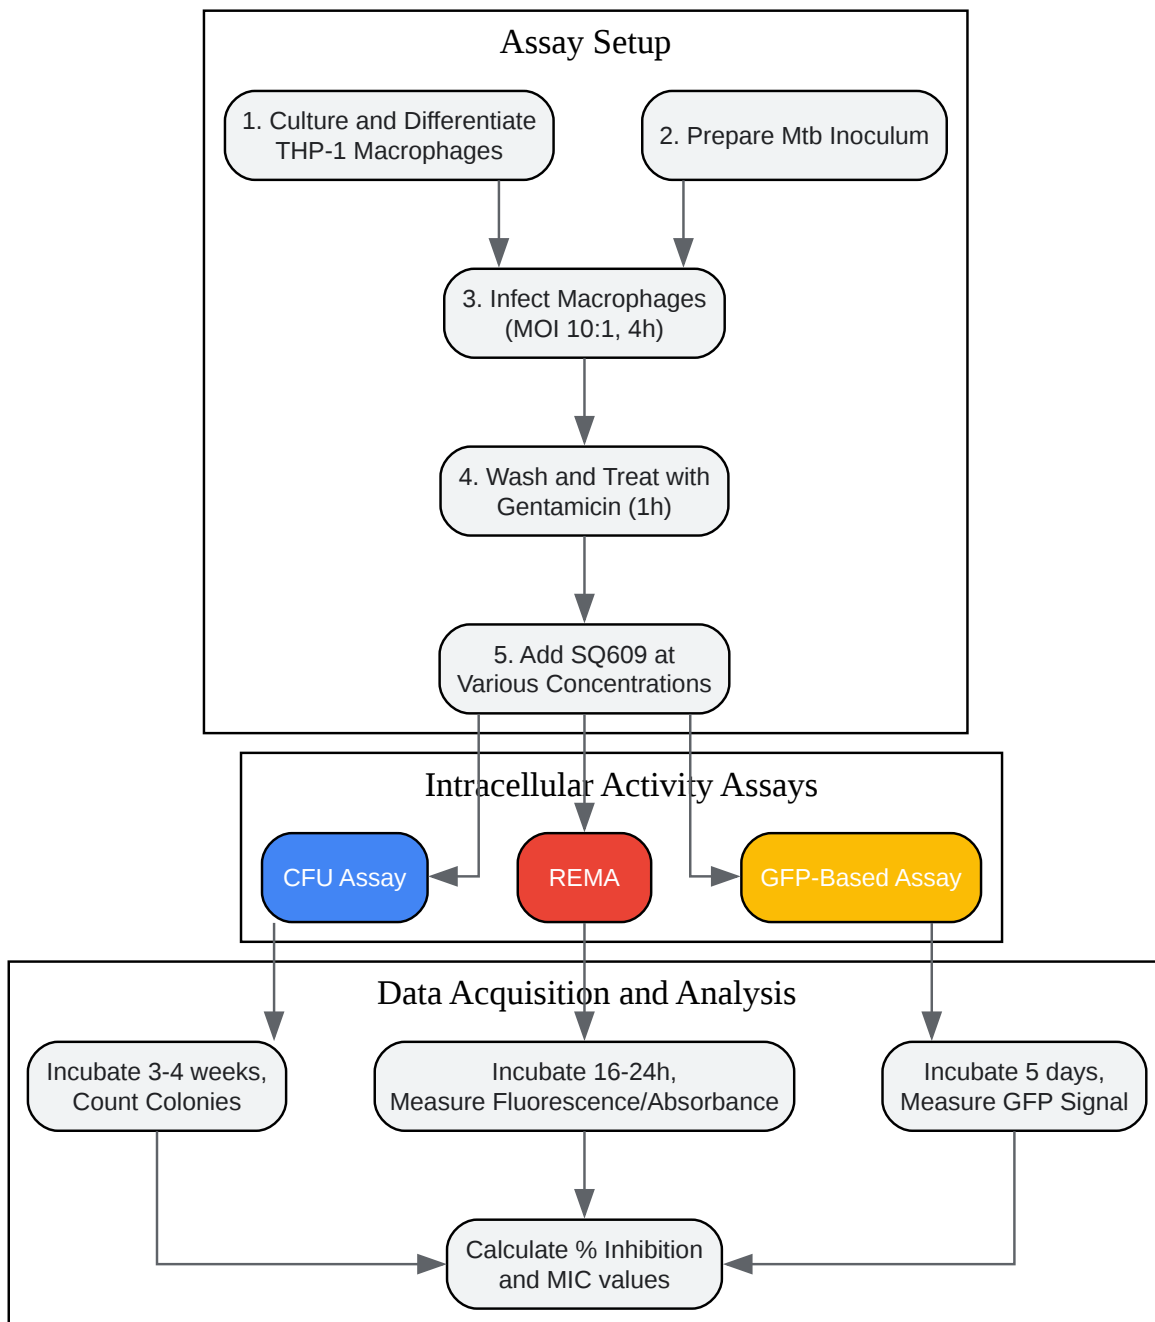 Assay Setup
1. Culture and Differentiate
THP-1 Macrophages
2. Prepare Mtb Inoculum
3. Infect Macrophages
(MOI 10:1, 4h)
4. Wash and Treat with
Gentamicin (1h)
5. Add SQ609 at
Various Concentrations
Intracellular Activity Assays
CFU Assay
REMA
GFP-Based Assay
Data Acquisition and Analysis
Incubate 3-4 weeks,
Count Colonies
Incubate 16-24h,
Measure Fluorescence/Absorbance
Incubate 5 days,
Measure GFP Signal
Calculate % Inhibition
and MIC values